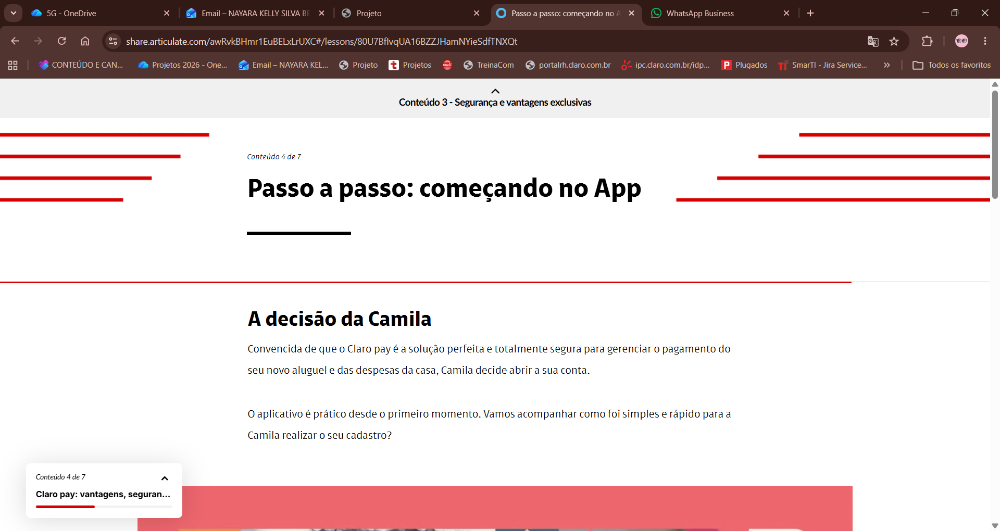 5G - OneDrive
Email – NAYARA KELLY SILVA BE
Projeto
Passo a passo: começando no A
WhatsApp Business
share.articulate.com/awRvkBHmr1EuBELxLrUXC#/lessons/80U7BfIvqUA16BZZJHamNYieSdfTNXQt
CONTEÚDO E CAN...
Projetos 2026 - One...
Email – NAYARA KEL...
Projeto
Projetos
TreinaCom
portalrh.claro.com.br
ipc.claro.com.br/idp...
Plugados
SmarTI - Jira Service...
Todos os favoritos
Conteúdo 3 - Segurança e vantagens exclusivas
Conteúdo 4 de 7
Passo a passo: começando no App
A decisão da Camila
Convencida de que o Claro pay é a solução perfeita e totalmente segura para gerenciar o pagamento do
seu novo aluguel e das despesas da casa, Camila decide abrir a sua conta.
O aplicativo é prático desde o primeiro momento. Vamos acompanhar como foi simples e rápido para a
Camila realizar o seu cadastro?
Conteúdo 4 de 7
Claro pay: vantagens, seguran...